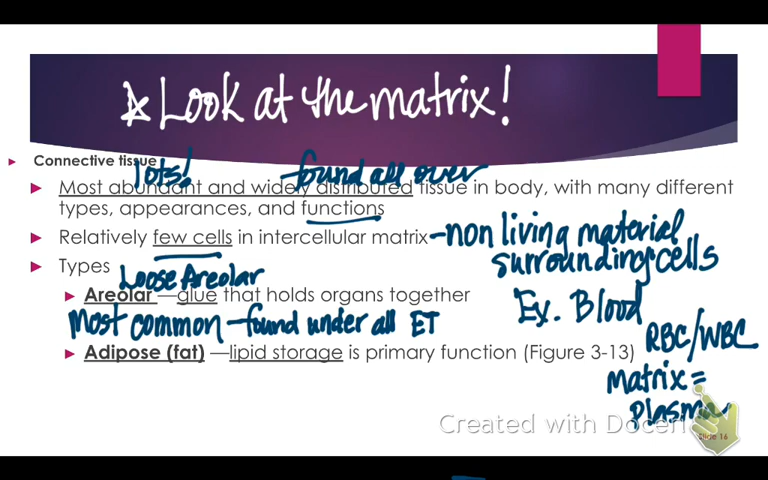 ☆ Look at the matrix!
Connective tissue
lots! found all over
Most abundant and widely distributed tissue in body, with many different
types, appearances, and functions
Relatively few cells in intercellular matrix - non living material
surrounding cells
Types
Loose Areolar
Areolar —glue that holds organs together
Ex. Blood
Most common - found under all ET
RBC/WBC
Adipose (fat) —lipid storage is primary function (Figure 3-13)
Matrix =
plasma
Created with Doceri
Slide 16